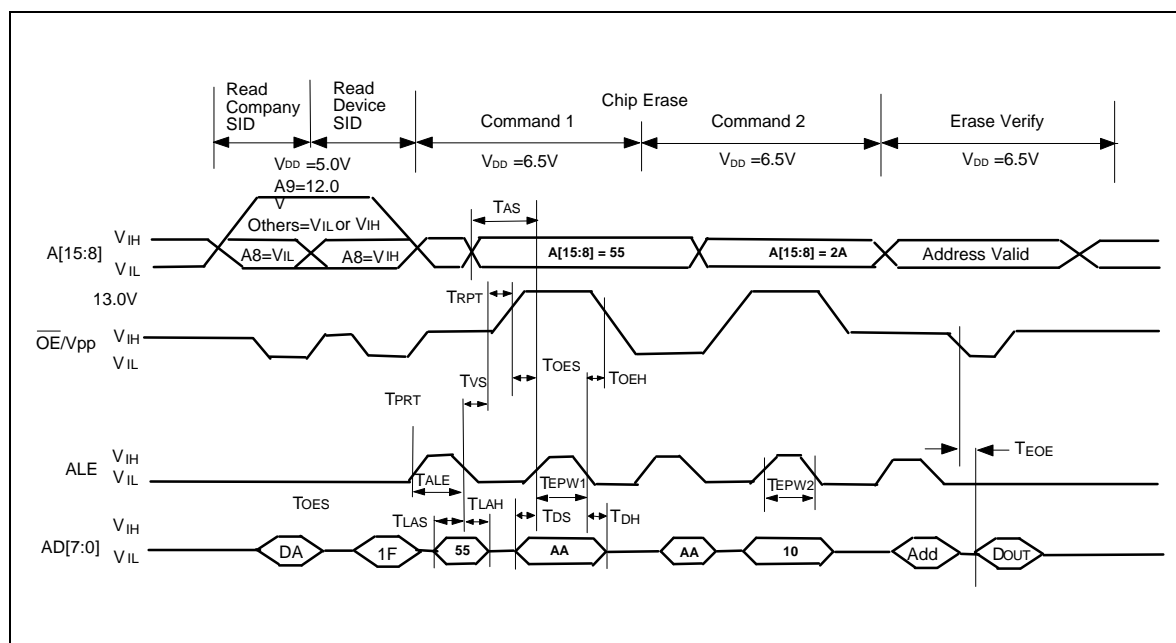 Read
Company
SID
Read
Device
SID
Chip Erase
Command 1
Command 2
Erase Verify
VDD =5.0V
VDD =6.5V
VDD =6.5V
VDD =6.5V
A9=12.0
V
Others=VIL or VIH
TAS
A[15:8]
VIH
VIL
A8=VIL
A8=VIH
A[15:8] = 55
A[15:8] = 2A
Address Valid
13.0V
TRPT
OE/Vpp
VIH
VIL
TOES
TVS
TOEH
TPRT
TEOE
ALE
VIH
VIL
TALE
TEPW1
TEPW2
TOES
TLAH
TLAS
TDS
TDH
AD[7:0]
VIH
VIL
DA
1F
55
AA
AA
10
Add
DOUT